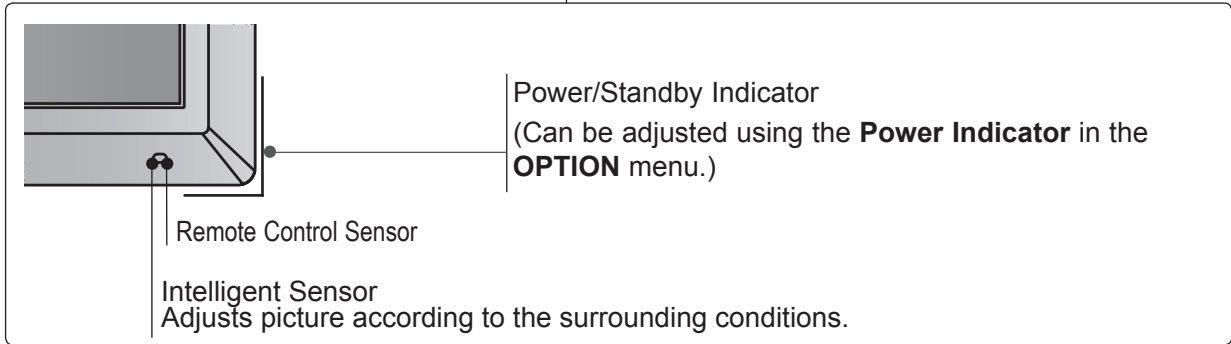 Power/Standby Indicator
(Can be adjusted using the Power Indicator in the
OPTION menu.)
Remote Control Sensor
Intelligent Sensor
Adjusts picture according to the surrounding conditions.